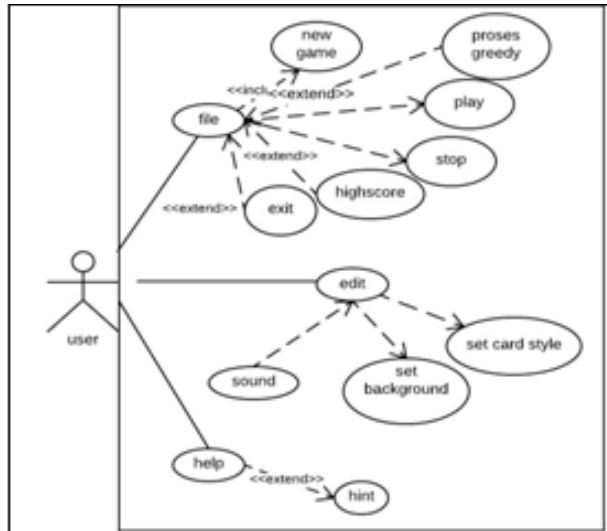 new
game
proses
greedy
<<extend>>
play
file
stop
<<extend>>
highscore
<<extend>>
exit
edit
user
set card style
sound
set
background
help
<<extend>>
hint